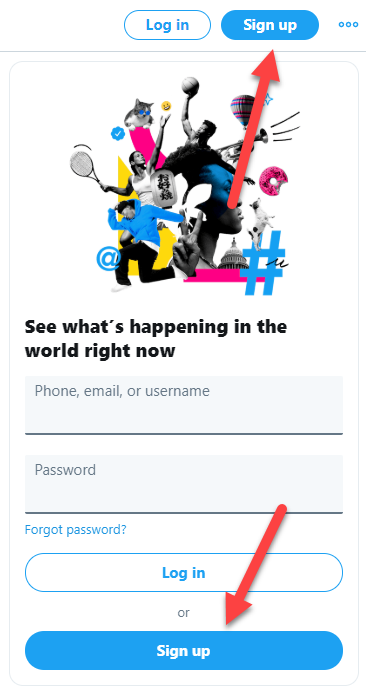 Log in
Sign up
@
#
See what´s happening in the
world right now
Phone, email, or username
Password
Forgot password?
Log in
or
Sign up